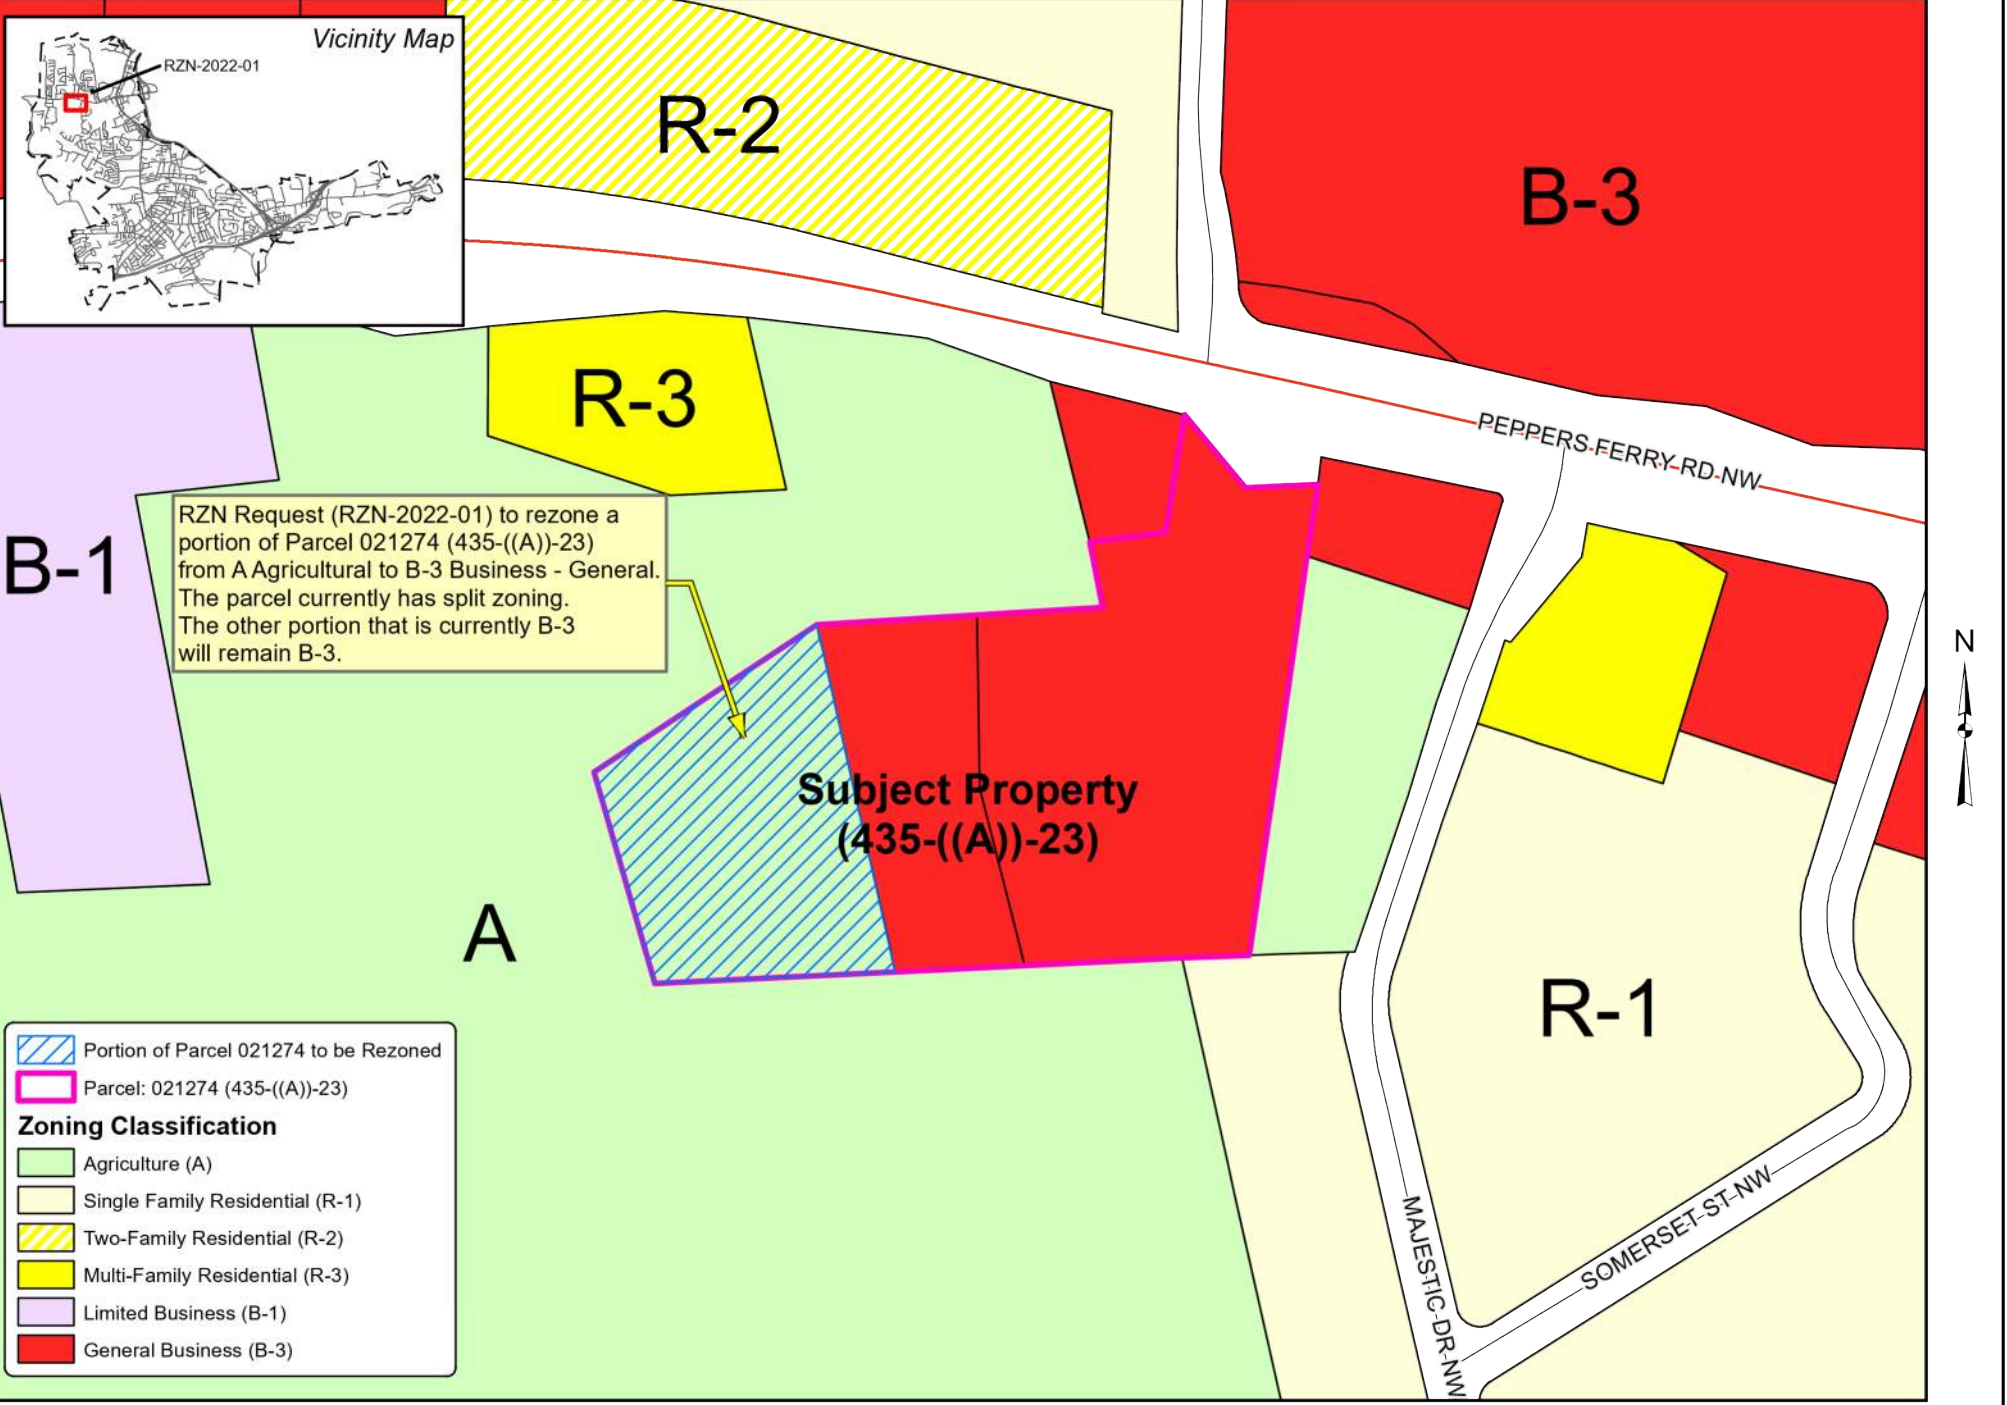 Vicinity Map
RZN-2022-01
R-2
B-3
R-3
PEPPERS FERRY RD NW
RZN Request (RZN-2022-01) to rezone a
portion of Parcel 021274 (435-((A))-23)
from A Agricultural to B-3 Business - General.
The parcel currently has split zoning.
The other portion that is currently B-3
will remain B-3.
B-1
N
Subject Property
(435-((A))-23)
A
R-1
Portion of Parcel 021274 to be Rezoned
Parcel: 021274 (435-((A))-23)
Zoning Classification
Agriculture (A)
Single Family Residential (R-1)
Two-Family Residential (R-2)
Multi-Family Residential (R-3)
Limited Business (B-1)
General Business (B-3)
MAJESTIC DR NW
SOMERSET ST NW